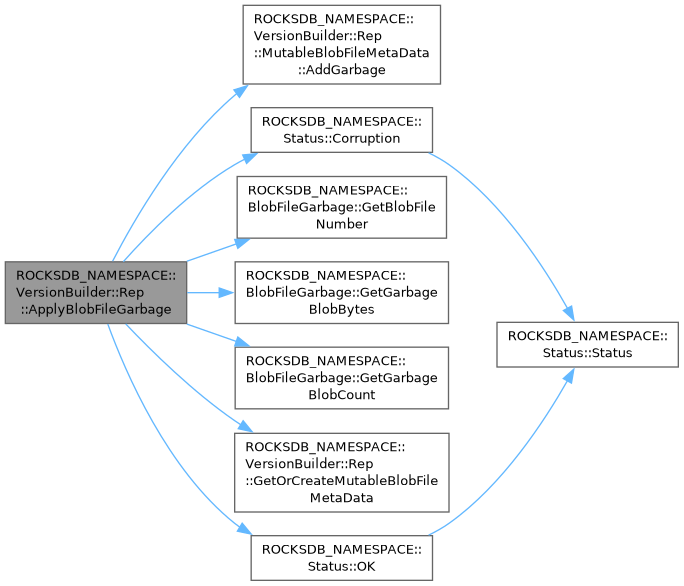 ROCKSDB_NAMESPACE::
VersionBuilder::Rep
::ApplyBlobFileGarbage
ROCKSDB_NAMESPACE::
VersionBuilder::Rep
::MutableBlobFileMetaData
::AddGarbage
ROCKSDB_NAMESPACE::
Status::Corruption
ROCKSDB_NAMESPACE::
BlobFileGarbage::GetBlobFile
Number
ROCKSDB_NAMESPACE::
BlobFileGarbage::GetGarbage
BlobBytes
ROCKSDB_NAMESPACE::
BlobFileGarbage::GetGarbage
BlobCount
ROCKSDB_NAMESPACE::
VersionBuilder::Rep
::GetOrCreateMutableBlobFile
MetaData
ROCKSDB_NAMESPACE::
Status::OK
ROCKSDB_NAMESPACE::
Status::Status